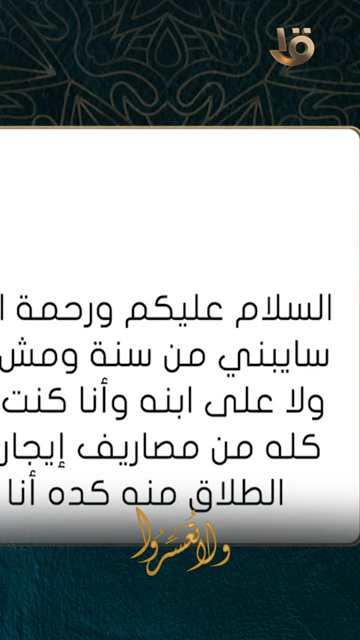 السلام عليكم ورحمة
سايبني من سنة ومش
ولا على ابنه وأنا كنت
كله من مصاريف إيجار
الطلاق منه كده أنا
ولا تعسروا